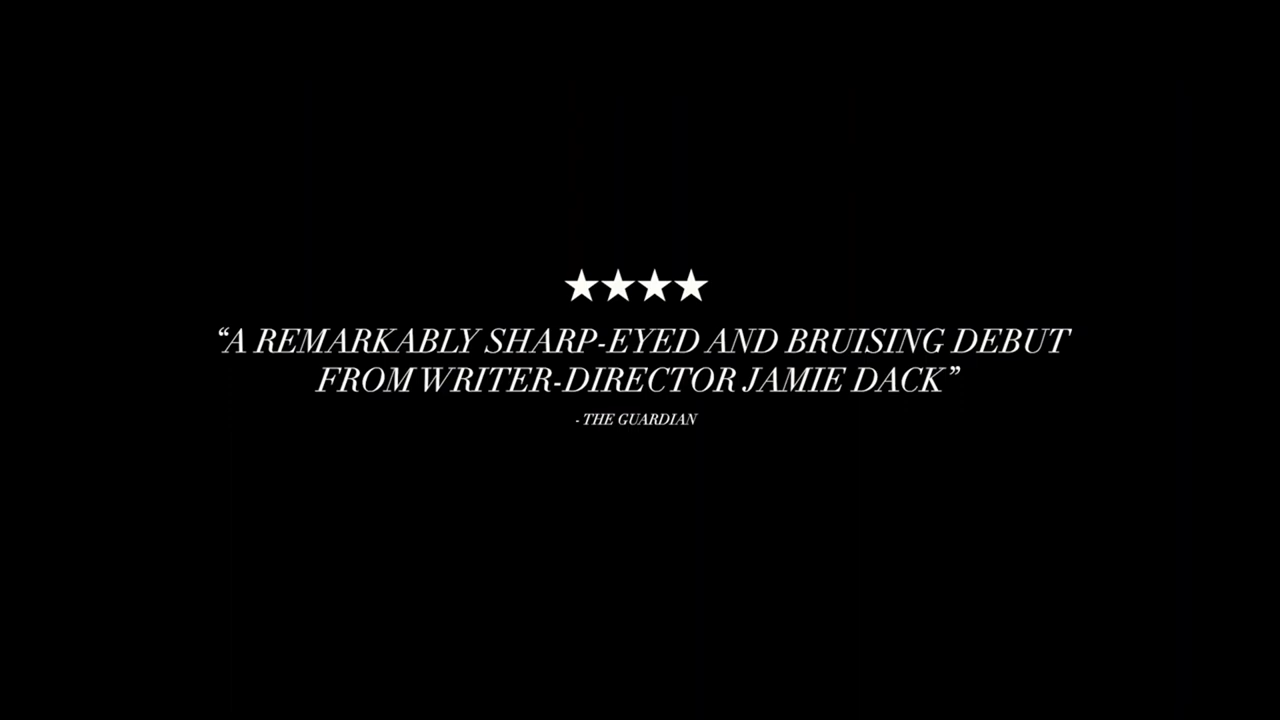 ★★★★
“A REMARKABLY SHARP-EYED AND BRUISING DEBUT
FROM WRITER-DIRECTOR JAMIE DACK”
- THE GUARDIAN